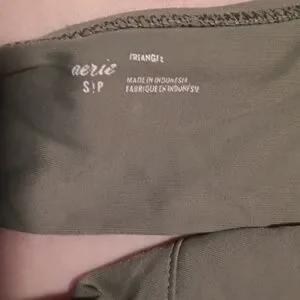 TRIANGLE
aerie
S|P
MADE IN INDONESIA
FABRIQUÉ EN INDONÉSIE